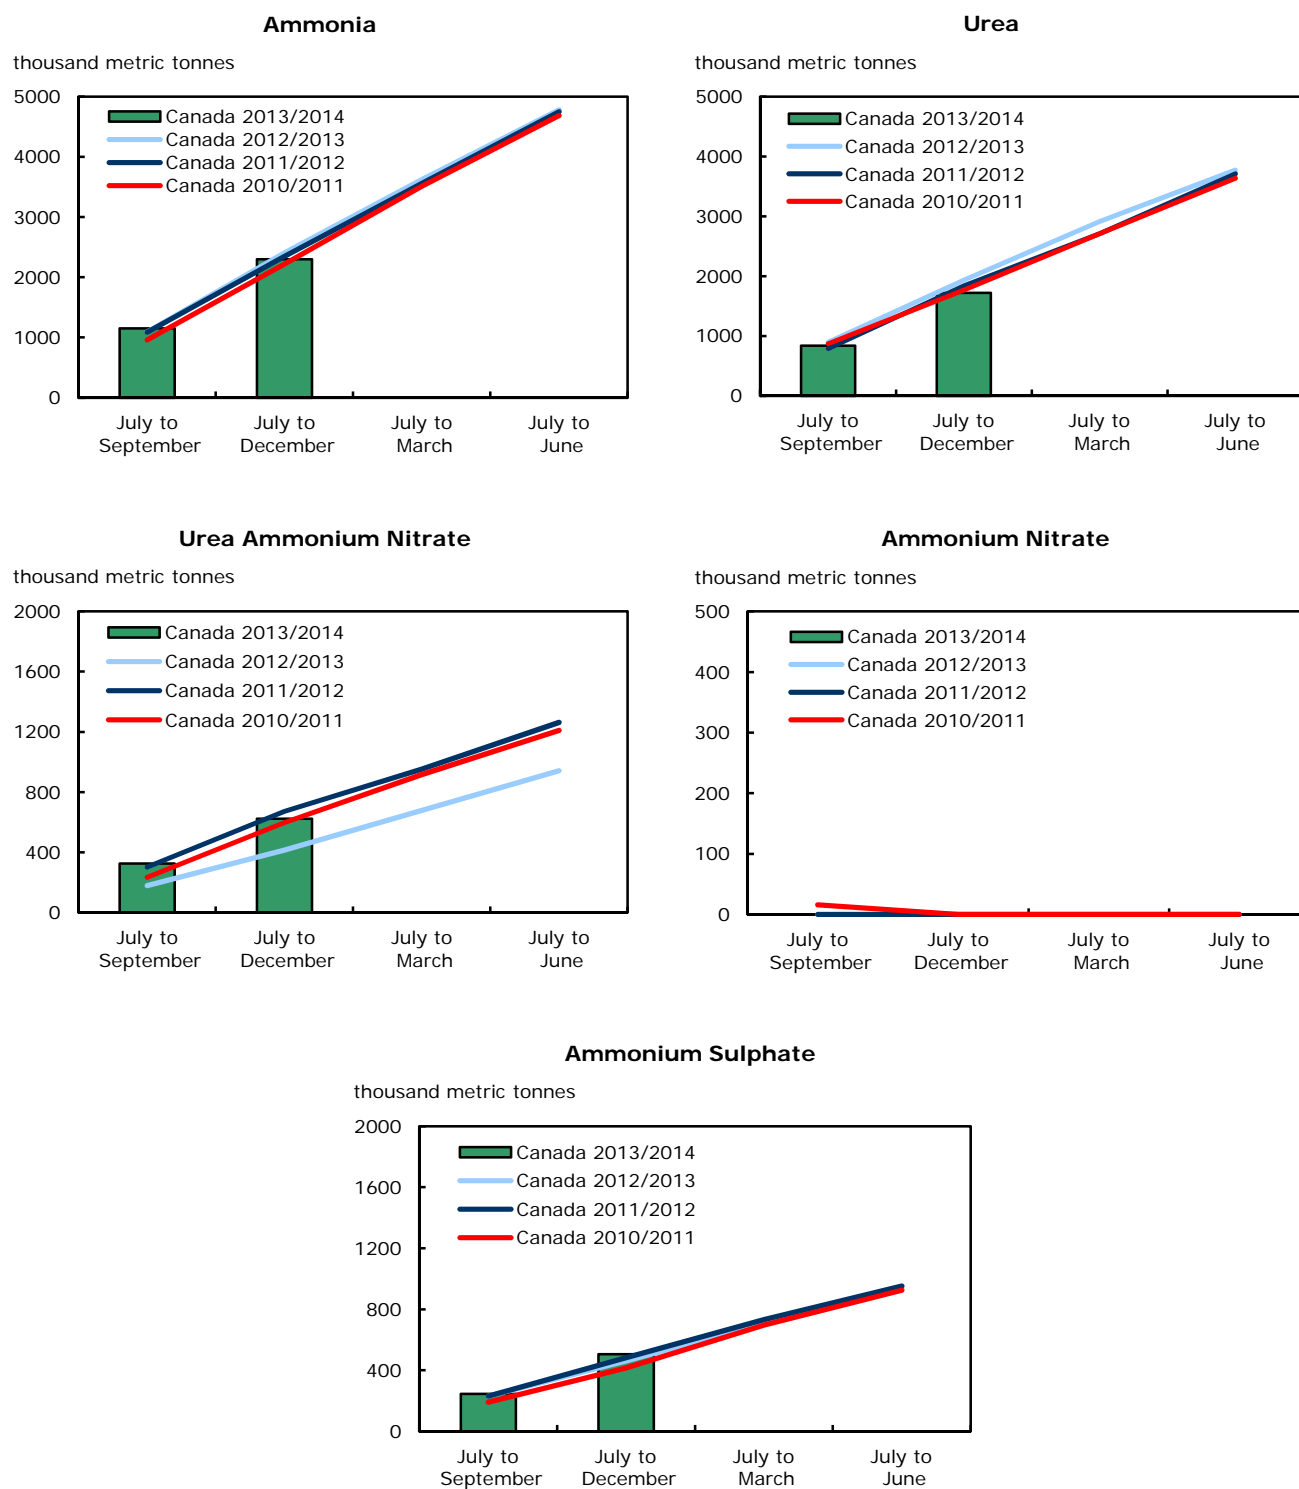 Ammonia
thousand metric tonnes
5000
4000
3000
2000
1000
0
Canada 2013/2014
Canada 2012/2013
Canada 2011/2012
Canada 2010/2011
July to September
July to December
July to March
July to June
Urea
thousand metric tonnes
5000
4000
3000
2000
1000
0
Canada 2013/2014
Canada 2012/2013
Canada 2011/2012
Canada 2010/2011
July to September
July to December
July to March
July to June
Urea Ammonium Nitrate
thousand metric tonnes
2000
1600
1200
800
400
0
Canada 2013/2014
Canada 2012/2013
Canada 2011/2012
Canada 2010/2011
July to September
July to December
July to March
July to June
Ammonium Nitrate
thousand metric tonnes
500
400
300
200
100
0
Canada 2013/2014
Canada 2012/2013
Canada 2011/2012
Canada 2010/2011
July to September
July to December
July to March
July to June
Ammonium Sulphate
thousand metric tonnes
2000
1600
1200
800
400
0
Canada 2013/2014
Canada 2012/2013
Canada 2011/2012
Canada 2010/2011
July to September
July to December
July to March
July to June